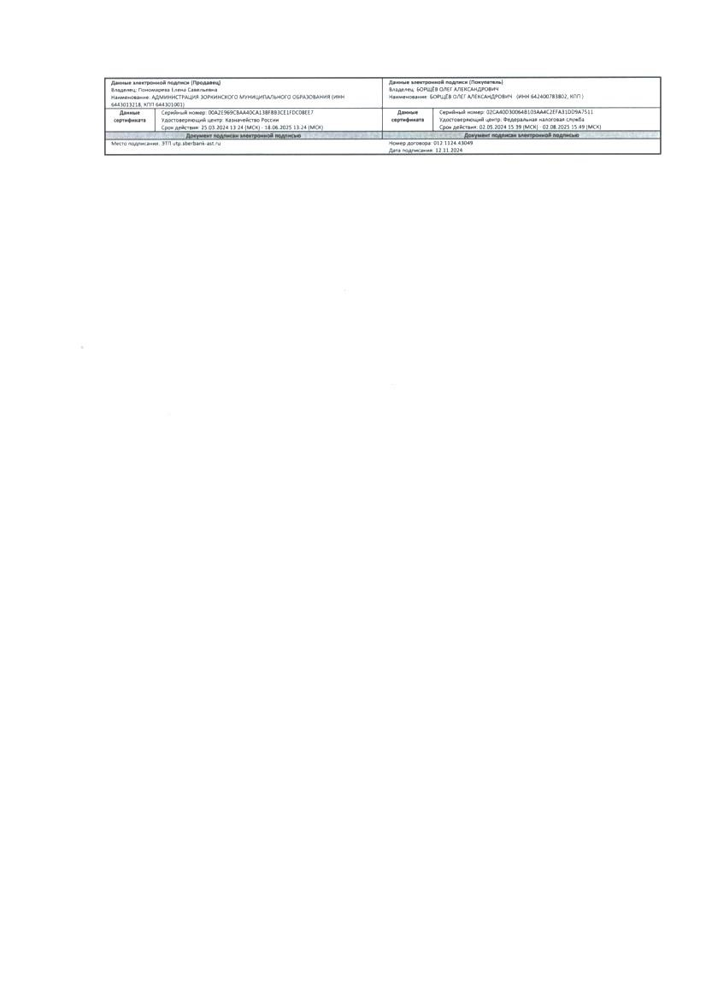 Данные электронной подписи (Продавец)
Владелец: Пономарева Елена Савельевна
Наименование: АДМИНИСТРАЦИЯ ЗОРКИНСКОГО МУНИЦИПАЛЬНОГО ОБРАЗОВАНИЯ (ИНН
6443013218, КПП 644301001)
Данные
сертификата
Серийный номер: 00A2E969CBAA40CA13BFBB3CE1FDC0BEE7
Удостоверяющий центр: Казначейство России
Срок действия: 25.03.2024 13:24 (МСК) - 18.06.2025 13:24 (МСК)
Документ подписан электронной подписью
Место подписания: ЭТП utp.sberbank-ast.ru
Данные электронной подписи (Покупатель)
Владелец: БОРЩЁВ ОЛЕГ АЛЕКСАНДРОВИЧ
Наименование: БОРЩЁВ ОЛЕГ АЛЕКСАНДРОВИЧ (ИНН 642400783802, КПП )
Данные
сертификата
Серийный номер: 02CA40D30064B103AA4C2EFA31DD9A7511
Удостоверяющий центр: Федеральная налоговая служба
Срок действия: 02.05.2024 15:39 (МСК) - 02.08.2025 15:49 (МСК)
Документ подписан электронной подписью
Номер договора: 012 1124 43049
Дата подписания: 12.11.2024